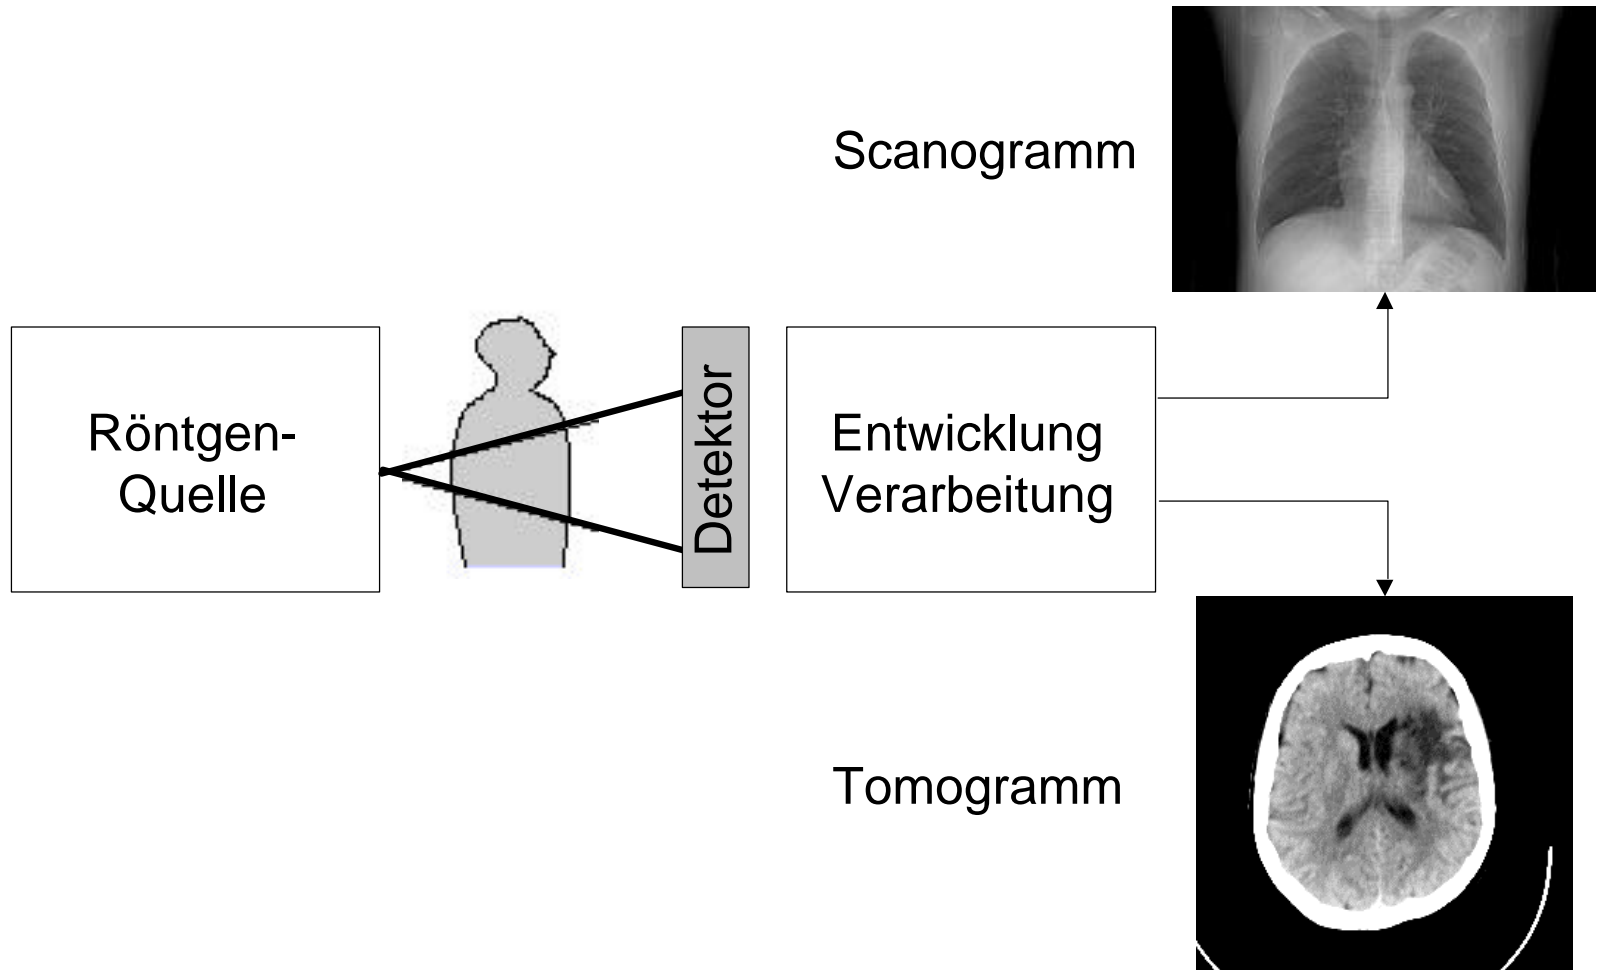 Scanogramm
Röntgen-
Quelle
Detektor
Entwicklung
Verarbeitung
Tomogramm